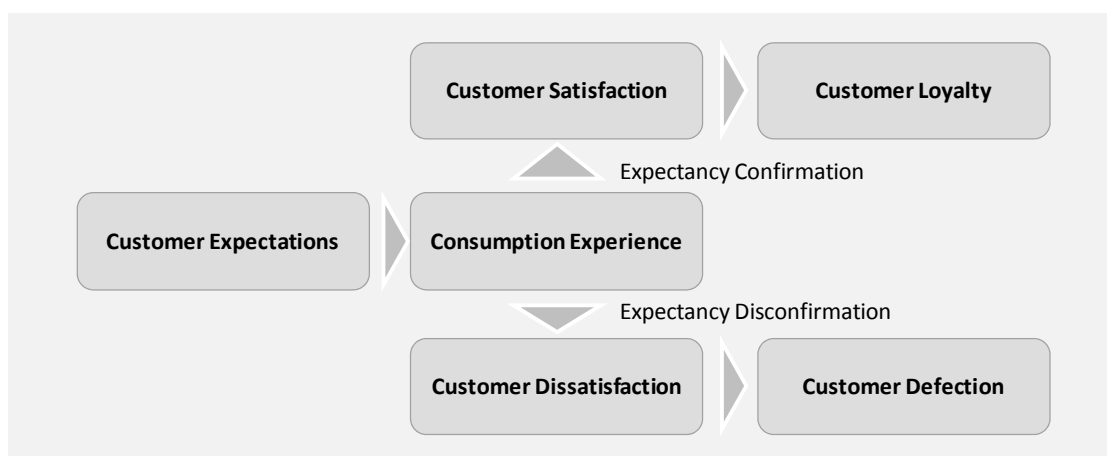 Customer Satisfaction
Customer Loyalty
Expectancy Confirmation
Customer Expectations
Consumption Experience
Expectancy Disconfirmation
Customer Dissatisfaction
Customer Defection